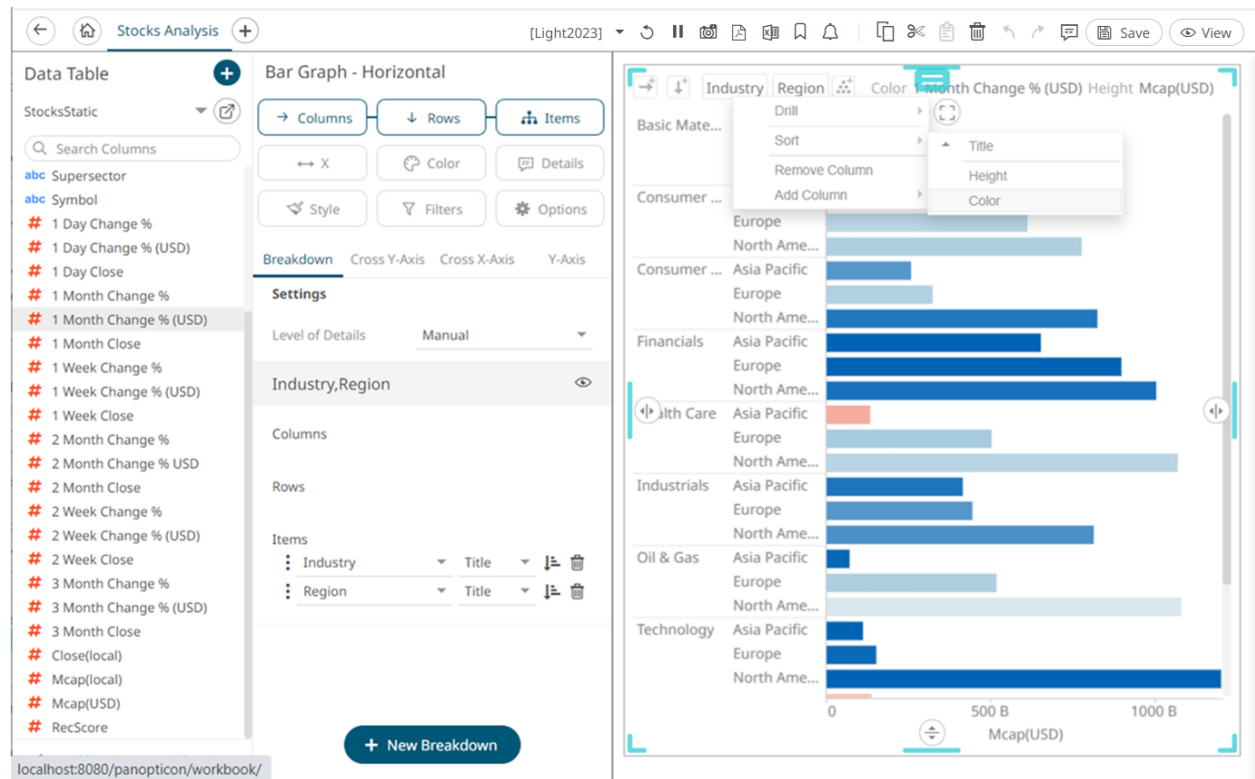 Stocks Analysis
[Light2023]
Save
View
Data Table
StocksStatic
Search Columns
abc Supersector
abc Symbol
# 1 Day Change %
# 1 Day Change % (USD)
# 1 Day Close
# 1 Month Change %
# 1 Month Change % (USD)
# 1 Month Close
# 1 Week Change %
# 1 Week Change % (USD)
# 1 Week Close
# 2 Month Change %
# 2 Month Change % USD
# 2 Month Close
# 2 Week Change %
# 2 Week Change % (USD)
# 2 Week Close
# 3 Month Change %
# 3 Month Change % (USD)
# 3 Month Close
# Close(local)
# Mcap(local)
# Mcap(USD)
# RecScore
localhost:8080/panopticon/workbook/
Bar Graph - Horizontal
Columns
Rows
Items
X
Color
Details
Style
Filters
Options
Breakdown
Cross Y-Axis
Cross X-Axis
Y-Axis
Settings
Level of Details
Manual
Industry,Region
Columns
Rows
Items
Industry
Title
Region
Title
+ New Breakdown
Industry
Region
Color 1 Month Change % (USD) Height Mcap(USD)
Drill
Sort
Remove Column
Add Column
Title
Height
Color
Basic Mate...
Consumer ...
Europe
North Ame...
Consumer ...
Asia Pacific
Europe
North Ame...
Financials
Asia Pacific
Europe
North Ame...
alth Care
Asia Pacific
Europe
North Ame...
Industrials
Asia Pacific
Europe
North Ame...
Oil & Gas
Asia Pacific
Europe
North Ame...
Technology
Asia Pacific
Europe
North Ame...
0
500 B
1000 B
Mcap(USD)